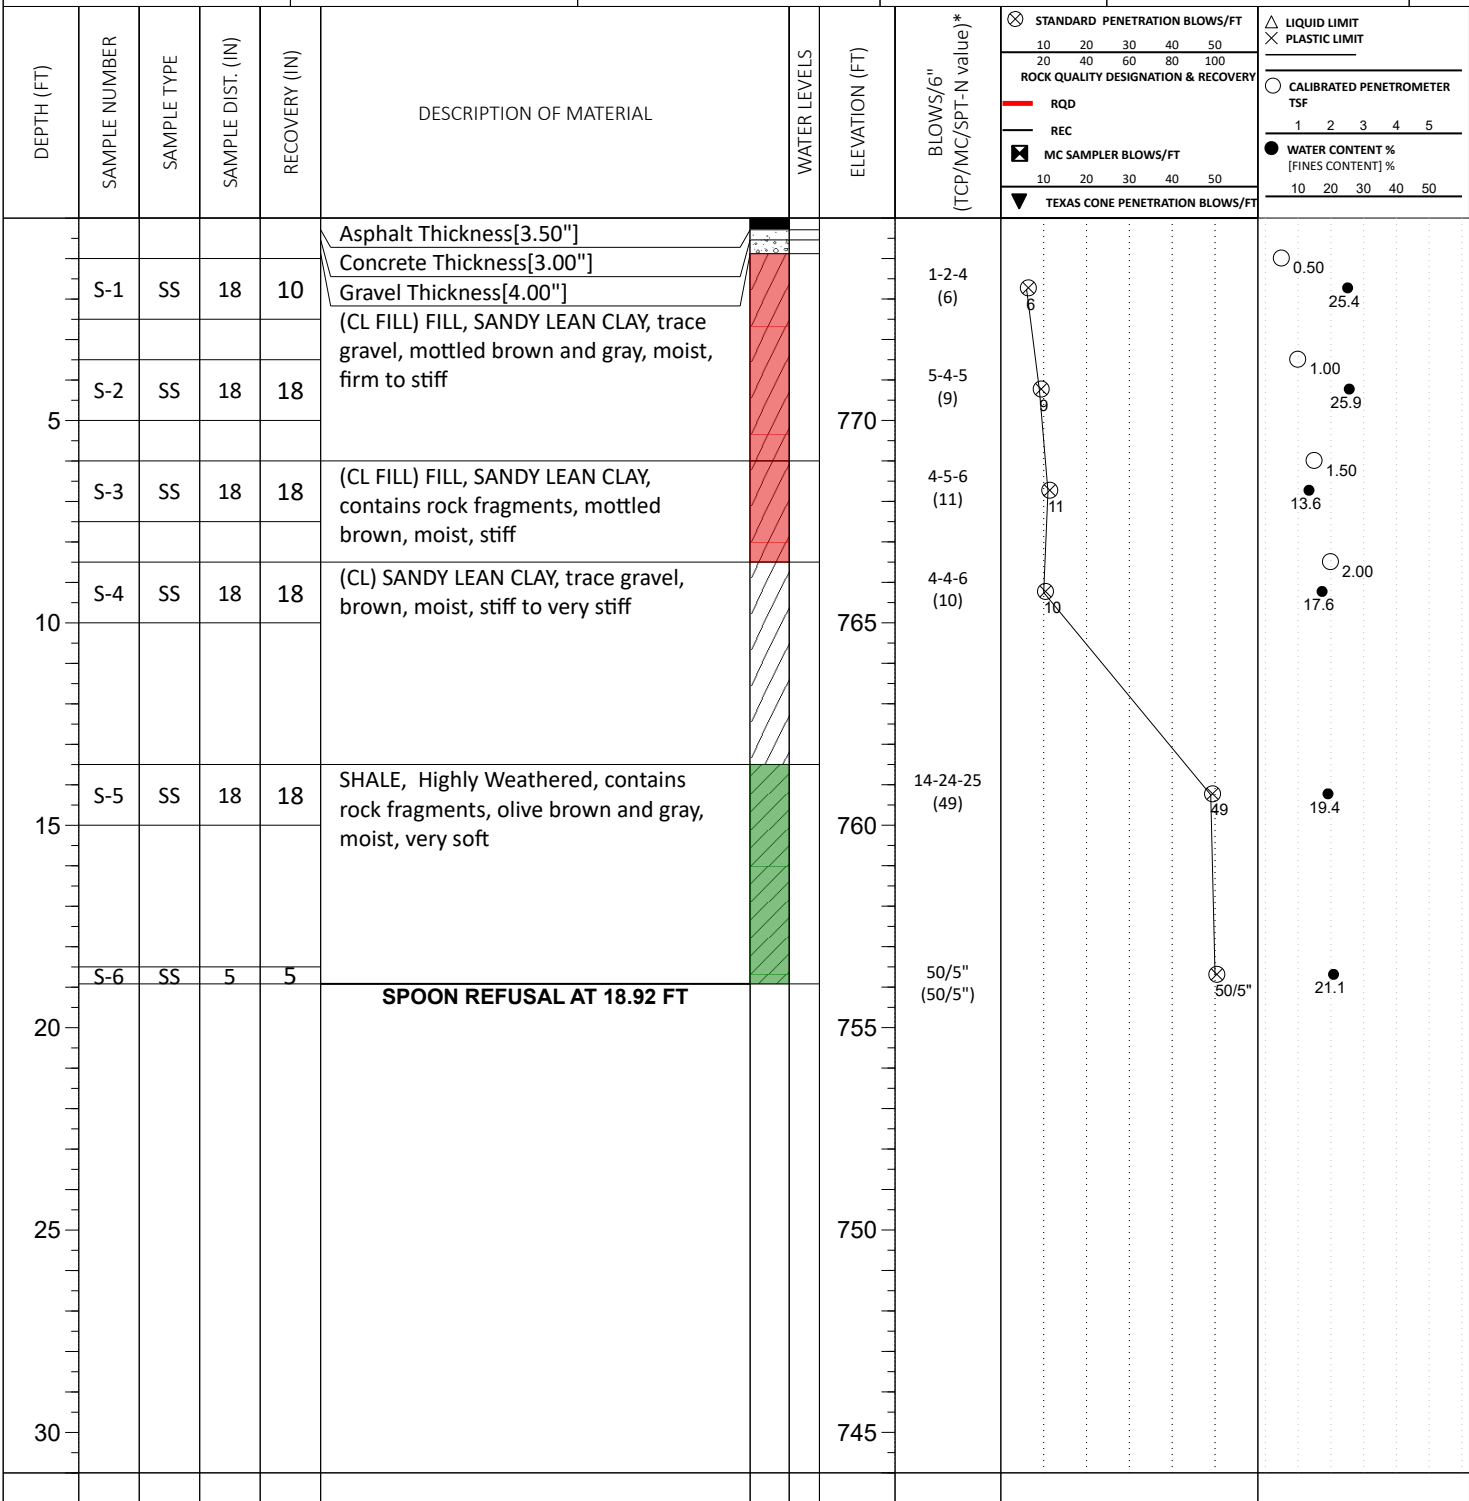 DEPTH (FT)
SAMPLE NUMBER
SAMPLE TYPE
SAMPLE DIST. (IN)
RECOVERY (IN)
DESCRIPTION OF MATERIAL
WATER LEVELS
ELEVATION (FT)
BLOWS/6"
(TCP/MC/SPT-N value)*
STANDARD PENETRATION BLOWS/FT
10 20 30 40 50
20 40 60 80 100
ROCK QUALITY DESIGNATION & RECOVERY
RQD
REC
MC SAMPLER BLOWS/FT
10 20 30 40 50
TEXAS CONE PENETRATION BLOWS/FT
LIQUID LIMIT
PLASTIC LIMIT
CALIBRATED PENETROMETER
TSF
1 2 3 4 5
WATER CONTENT %
[FINES CONTENT] %
10 20 30 40 50
Asphalt Thickness[3.50"]
Concrete Thickness[3.00"]
Gravel Thickness[4.00"]
S-1 SS 18 10
(CL FILL) FILL, SANDY LEAN CLAY, trace
gravel, mottled brown and gray, moist,
firm to stiff
1-2-4
(6)
6
0.50
25.4
S-2 SS 18 18
5-4-5
(9)
9
1.00
25.9
5
770
S-3 SS 18 18
(CL FILL) FILL, SANDY LEAN CLAY,
contains rock fragments, mottled
brown, moist, stiff
4-5-6
(11)
11
1.50
13.6
S-4 SS 18 18
(CL) SANDY LEAN CLAY, trace gravel,
brown, moist, stiff to very stiff
4-4-6
(10)
10
2.00
17.6
10
765
S-5 SS 18 18
SHALE, Highly Weathered, contains
rock fragments, olive brown and gray,
moist, very soft
14-24-25
(49)
49
19.4
15
760
S-6 SS 5 5
50/5"
(50/5")
50/5"
21.1
SPOON REFUSAL AT 18.92 FT
20
755
25
750
30
745